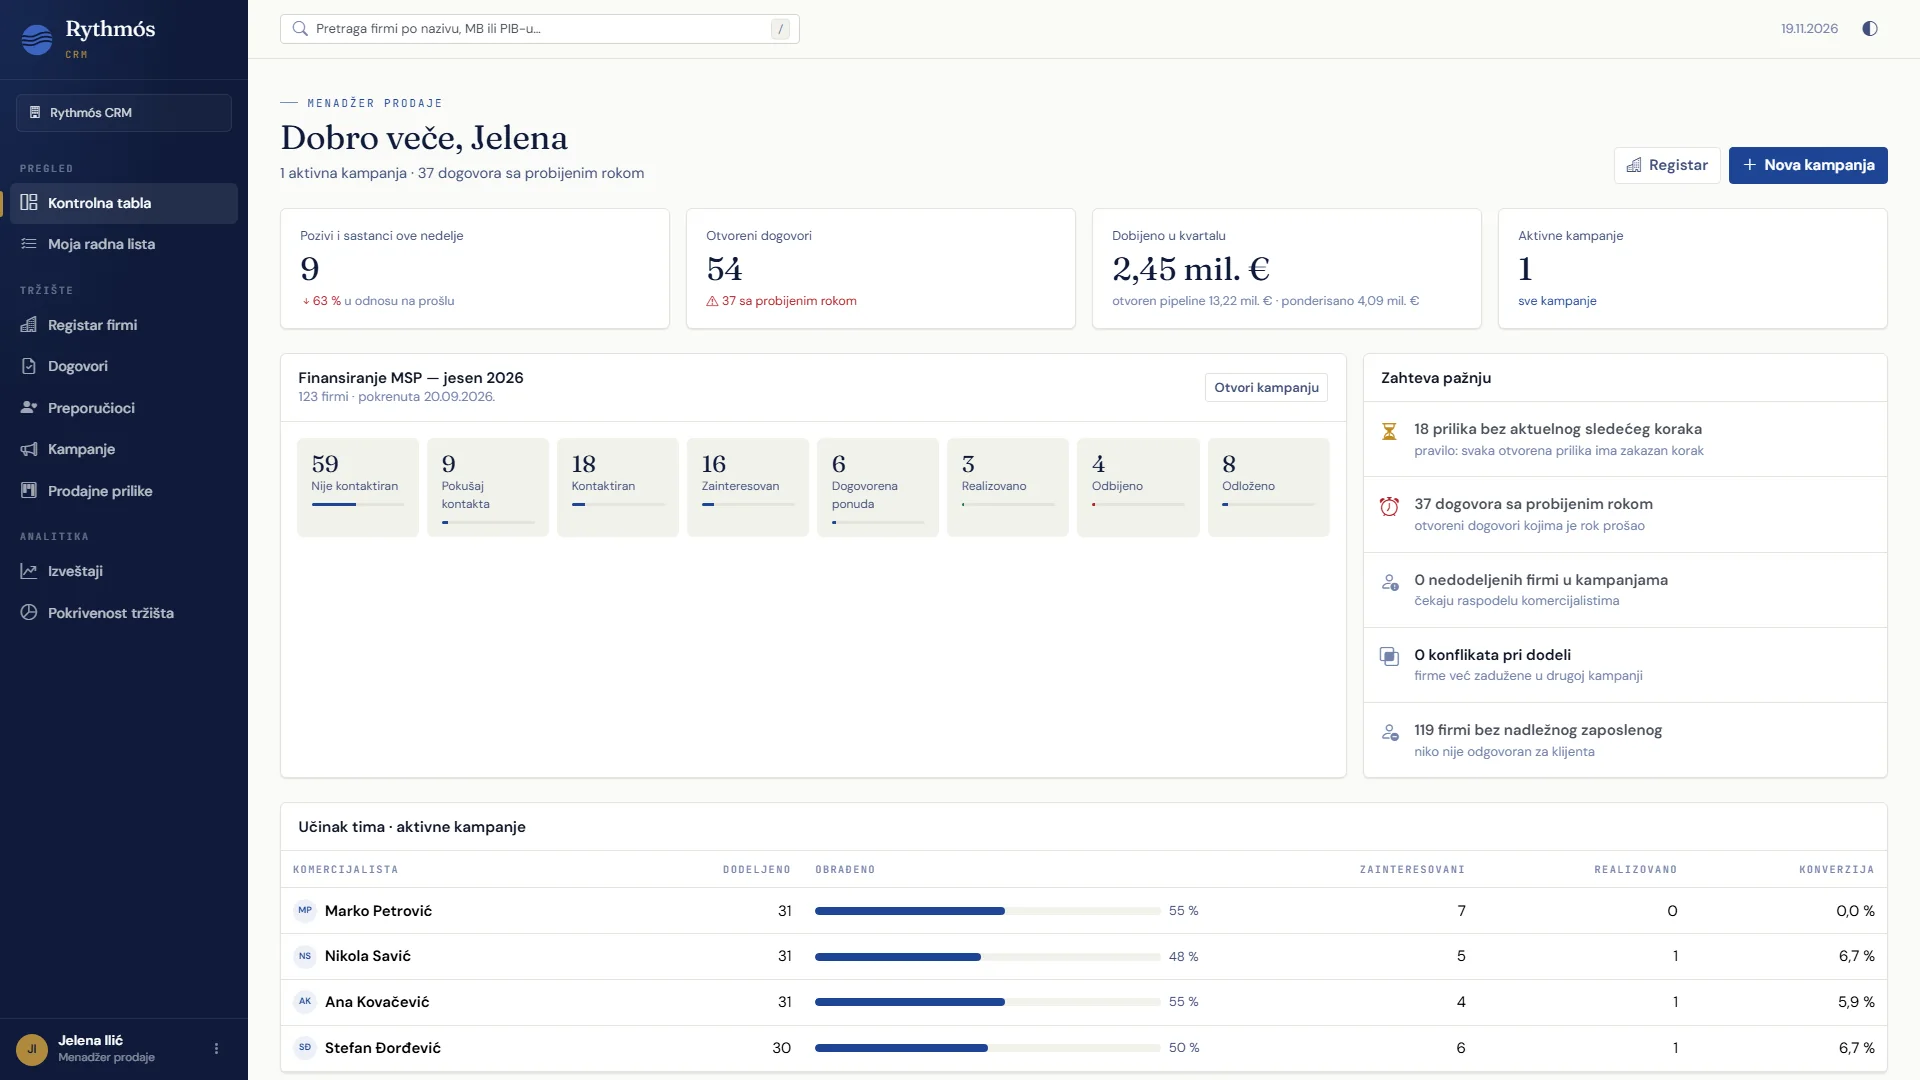 Rythmós
CRM
Pretraga firmi po nazivu, MB ili PIB-u...
/
19.11.2026
Rythmós CRM
PREGLED
Kontrolna tabla
Moja radna lista
TRŽIŠTE
Registar firmi
Dogovori
Preporučioci
Kampanje
Prodajne prilike
ANALITIKA
Izveštaji
Pokrivenost tržišta
JI
Jelena Ilić
Menadžer prodaje
MENADŽER PRODAJE
Dobro veče, Jelena
1 aktivna kampanja · 37 dogovora sa probijenim rokom
Registar
Nova kampanja
Pozivi i sastanci ove nedelje
9
↓ 63 % u odnosu na prošlu
Otvoreni dogovori
54
37 sa probijenim rokom
Dobijeno u kvartalu
2,45 mil. €
otvoren pipeline 13,22 mil. € · ponderisano 4,09 mil. €
Aktivne kampanje
1
sve kampanje
Finansiranje MSP — jesen 2026
123 firmi · pokrenuta 20.09.2026.
Otvori kampanju
59
Nije kontaktiran
9
Pokušaj
kontakta
18
Kontaktiran
16
Zainteresovan
6
Dogovorena
ponuda
3
Realizovano
4
Odbijeno
8
Odloženo
Zahteva pažnju
18 prilika bez aktuelnog sledećeg koraka
pravilo: svaka otvorena prilika ima zakazan korak
37 dogovora sa probijenim rokom
otvoreni dogovori kojima je rok prošao
0 nedodeljenih firmi u kampanjama
čekaju raspodelu komercijalistima
0 konflikata pri dodeli
firme već zadužene u drugoj kampanji
119 firmi bez nadležnog zaposlenog
niko nije odgovoran za klijenta
Učinak tima · aktivne kampanje
KOMERCIJALISTA DODELJENO OBRAĐENO ZAINTERESOVANI REALIZOVANO KONVERZIJA
MP Marko Petrović 31 55 % 7 0 0,0 %
NS Nikola Savić 31 48 % 5 1 6,7 %
AK Ana Kovačević 31 55 % 4 1 5,9 %
SĐ Stefan Đorđević 30 50 % 6 1 6,7 %